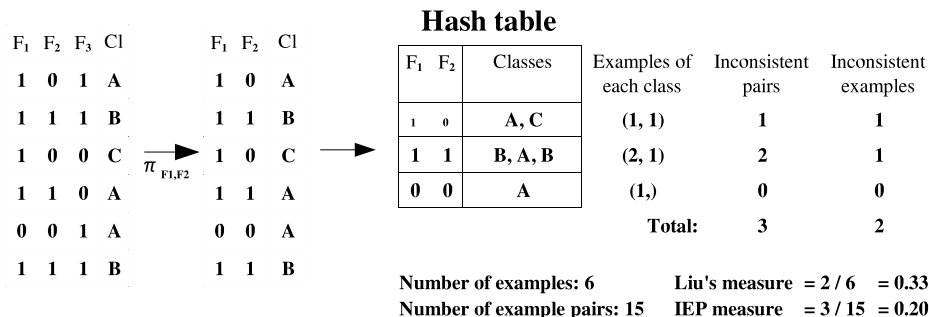 Hash table
F1 F2 F3 Cl
1 0 1 A
1 1 1 B
1 0 0 C
1 1 0 A
0 0 1 A
1 1 1 B
π F1,F2
F1 F2 Cl
1 0 A
1 1 B
1 0 C
1 1 A
0 0 A
1 1 B
F1 F2 Classes Examples of each class Inconsistent pairs Inconsistent examples
1 0 A, C (1, 1) 1 1
1 1 B, A, B (2, 1) 2 1
0 0 A (1,) 0 0
Total: 3 2
Number of examples: 6 Liu's measure = 2 / 6 = 0.33
Number of example pairs: 15 IEP measure = 3 / 15 = 0.20